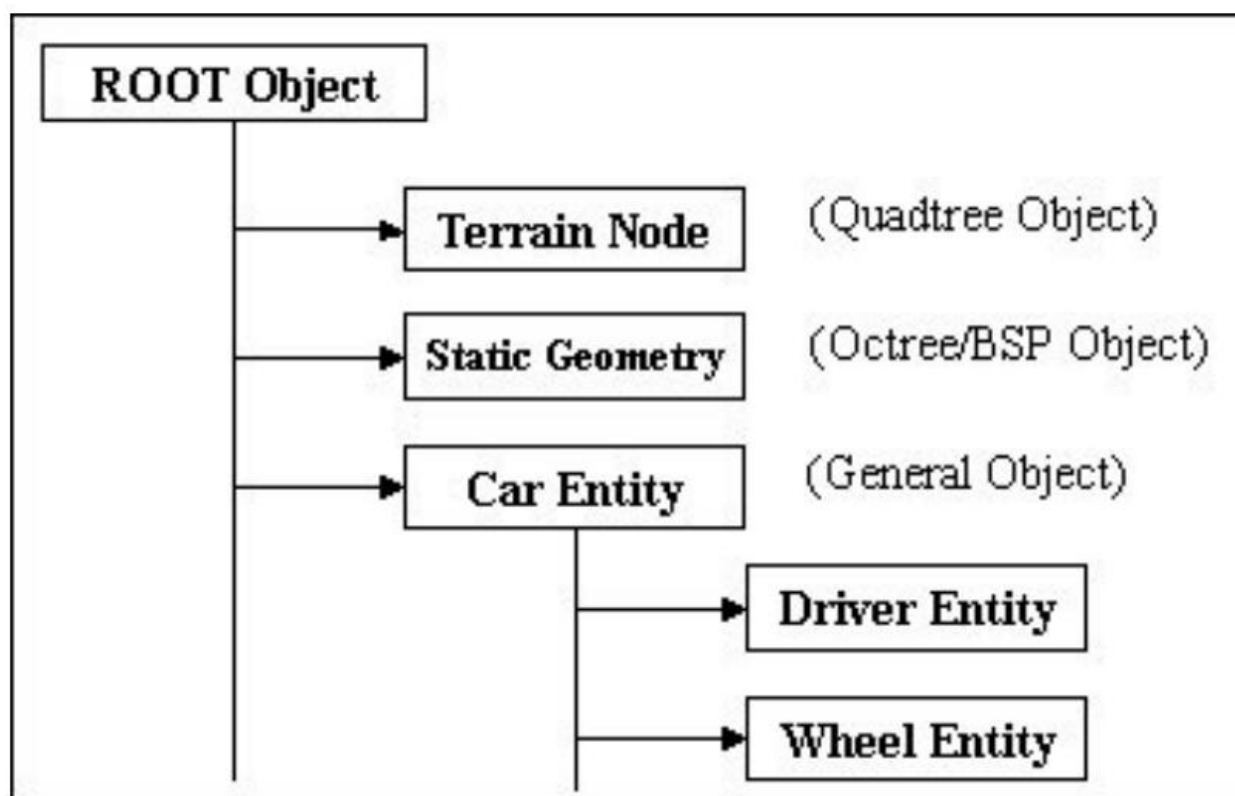 ROOT Object
Terrain Node (Quadtree Object)
Static Geometry (Octree/BSP Object)
Car Entity (General Object)
Driver Entity
Wheel Entity